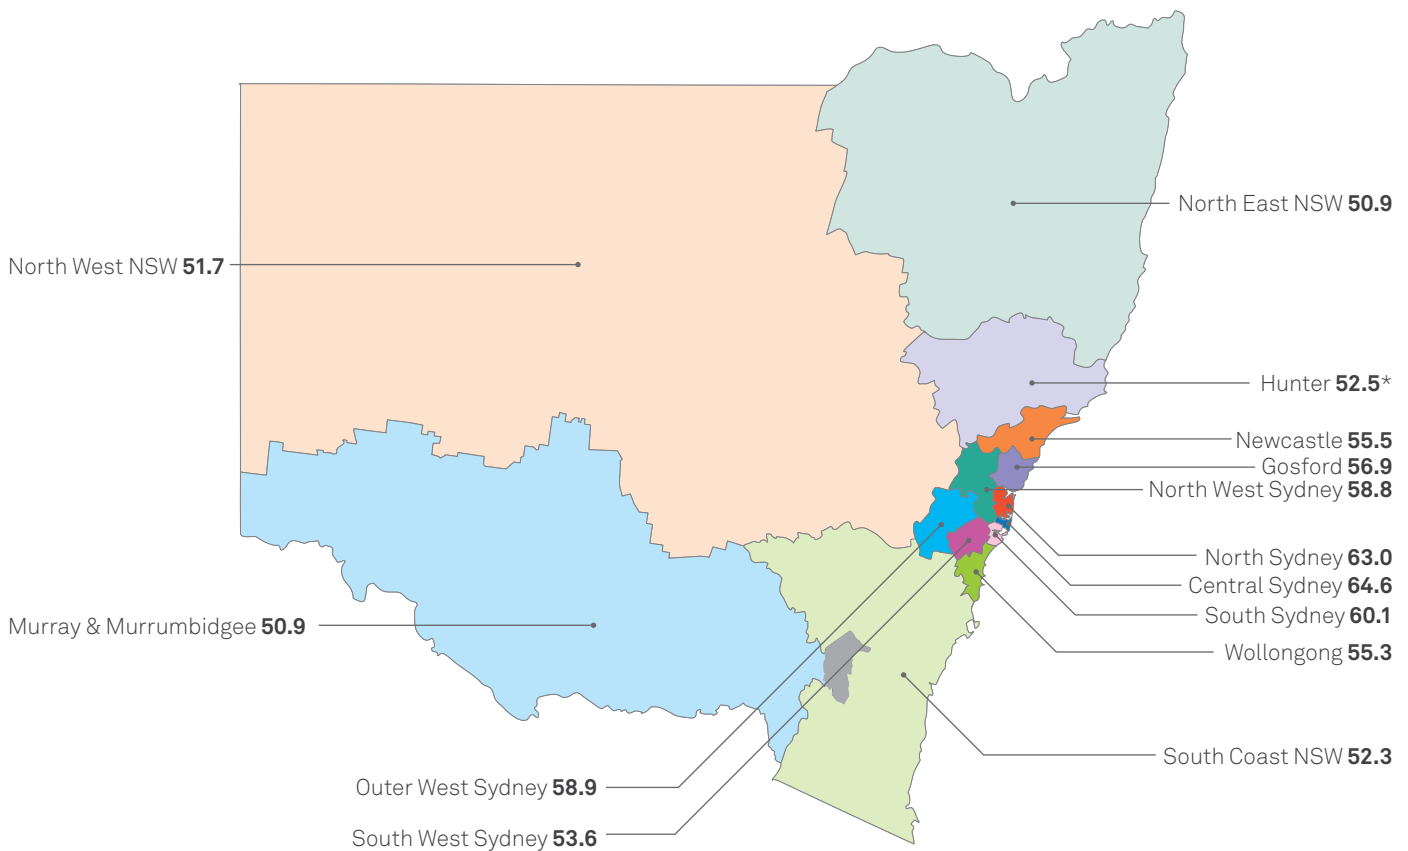 North East NSW 50.9
North West NSW 51.7
Hunter 52.5*
Newcastle 55.5
Gosford 56.9
North West Sydney 58.8
North Sydney 63.0
Central Sydney 64.6
South Sydney 60.1
Murray & Murrumbidgee 50.9
Wollongong 55.3
South Coast NSW 52.3
Outer West Sydney 58.9
South West Sydney 53.6